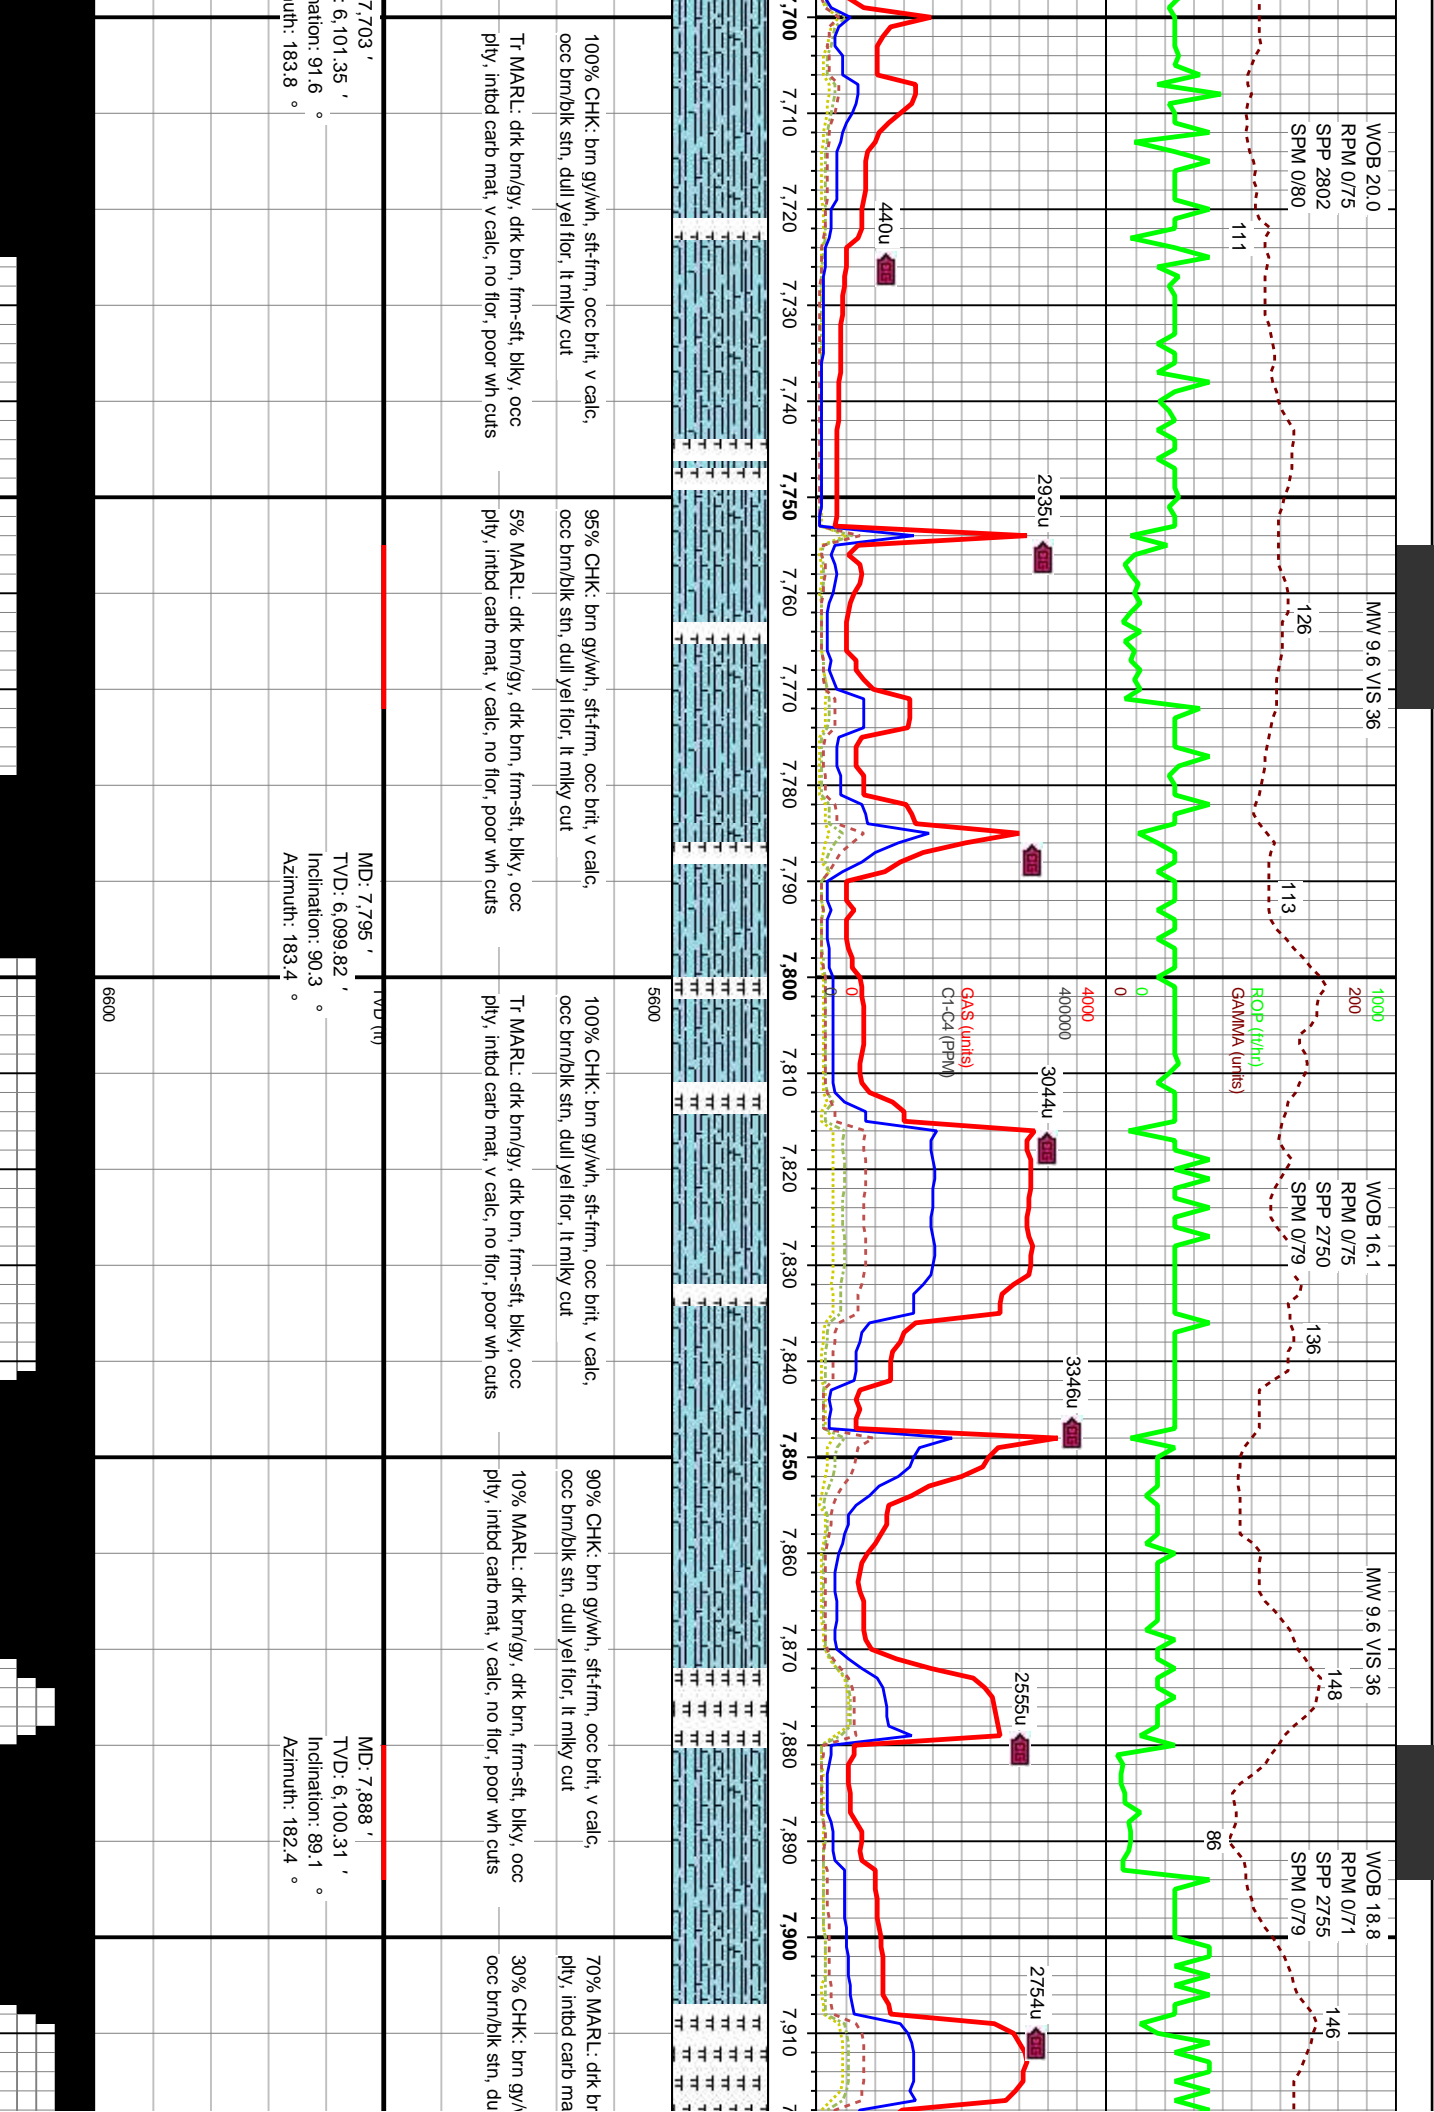 WOB 20.0
RPM 0/75
SPP 2802
SPM 0/80
MW 9.6 VIS 36
WOB 16.1
RPM 0/75
SPP 2750
SPM 0/79
MW 9.6 VIS 36
WOB 18.8
RPM 0/71
SPP 2755
SPM 0/79
111
126
113
136
148
86
146
1000
2000
ROP (ft/hr)
GAMMA (units)
0
0
4000
400000
GAS (units)
C1-C4 (PPM)
0
0
440u
2935u
3044u
3346u
2555u
2754u
7,700
7,710
7,720
7,730
7,740
7,750
7,760
7,770
7,780
7,790
7,800
7,810
7,820
7,830
7,840
7,850
7,860
7,870
7,880
7,890
7,900
7,910
100% CHK: brn gy/wh, sft-frm, occ brit, v calc,
occ brn/blk stn, dull yel flor, lt mlky cut
Tr MARL: drk brn/gy, drk brn, frm-sft, blky, occ
plty, intbd carb mat, v calc, no flor, poor wh cuts
95% CHK: brn gy/wh, sft-frm, occ brit, v calc,
occ brn/blk stn, dull yel flor, lt mlky cut
5% MARL: drk brn/gy, drk brn, frm-sft, blky, occ
plty, intbd carb mat, v calc, no flor, poor wh cuts
100% CHK: brn gy/wh, sft-frm, occ brit, v calc,
occ brn/blk stn, dull yel flor, lt mlky cut
Tr MARL: drk brn/gy, drk brn, frm-sft, blky, occ
plty, intbd carb mat, v calc, no flor, poor wh cuts
90% CHK: brn gy/wh, sft-frm, occ brit, v calc,
occ brn/blk stn, dull yel flor, lt mlky cut
10% MARL: drk brn/gy, drk brn, frm-sft, blky, occ
plty, intbd carb mat, v calc, no flor, poor wh cuts
70% MARL: drk br
plty, intbd carb ma
30% CHK: brn gy/
occ brn/blk stn, du
5600
TVD (ft)
6600
7,703 '
6,101.35 '
nation: 91.6 °
uth: 183.8 °
MD: 7,795 '
TVD: 6,099.82 '
Inclination: 90.3 °
Azimuth: 183.4 °
MD: 7,888 '
TVD: 6,100.31 '
Inclination: 89.1 °
Azimuth: 182.4 °